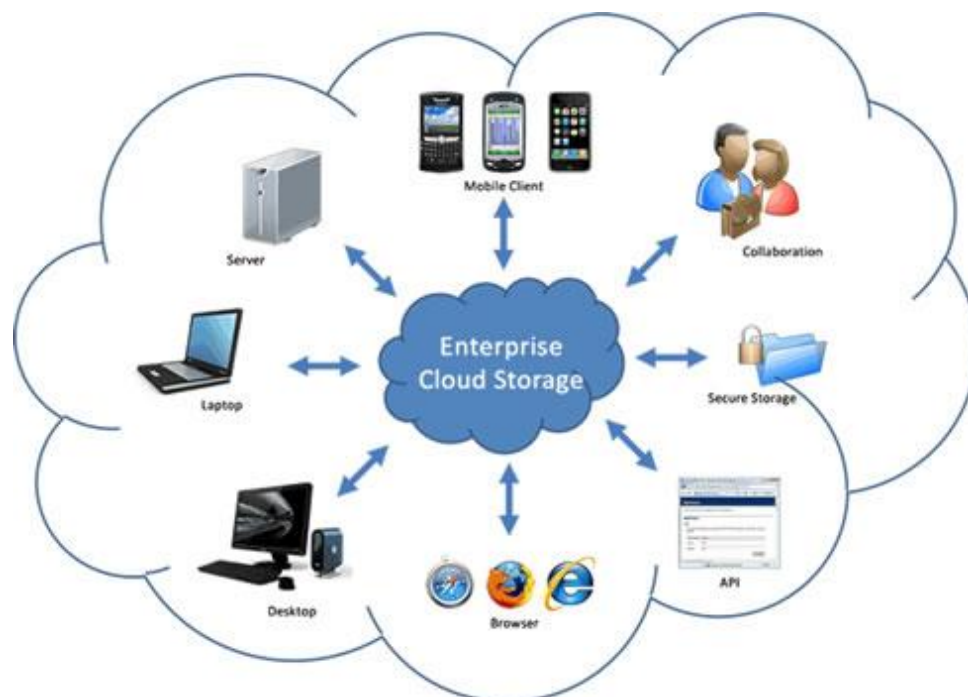 Mobile Client
Server
Collaboration
Enterprise
Cloud Storage
Laptop
Secure Storage
Desktop
Browser
API